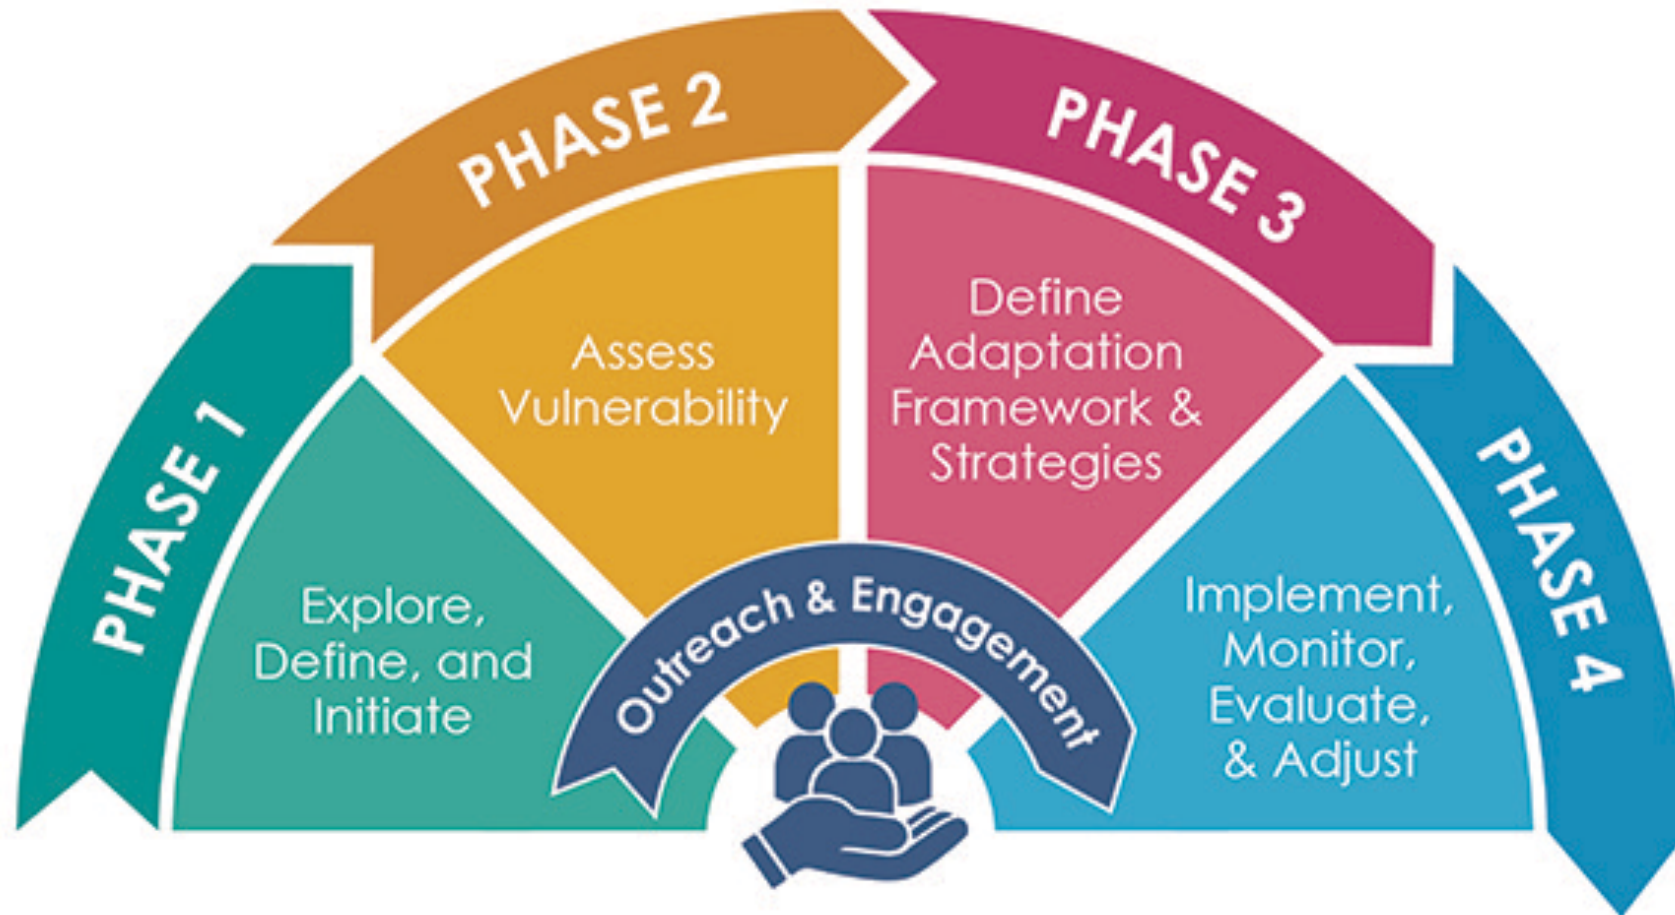 PHASE 1
Explore,
Define, and
Initiate
PHASE 2
Assess
Vulnerability
PHASE 3
Define
Adaptation
Framework &
Strategies
PHASE 4
Implement,
Monitor,
Evaluate,
& Adjust
Outreach & Engagement